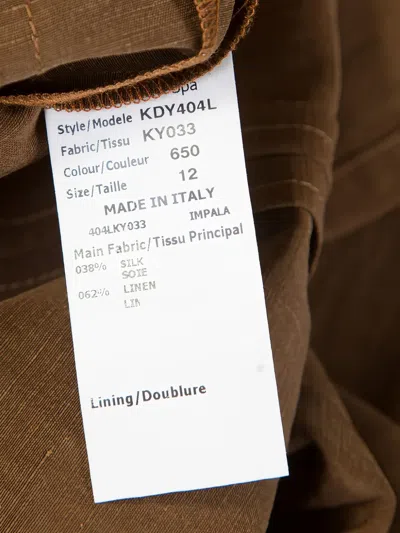 Spa
Style/Modele KDY404L
Fabric/Tissu KY033
Colour/Couleur 650
Size/Taille 12
MADE IN ITALY
404LKY033 IMPALA
Main Fabric/Tissu Principal
038% SILK
SOIE
062% LINEN
LIN
Lining/Doublure